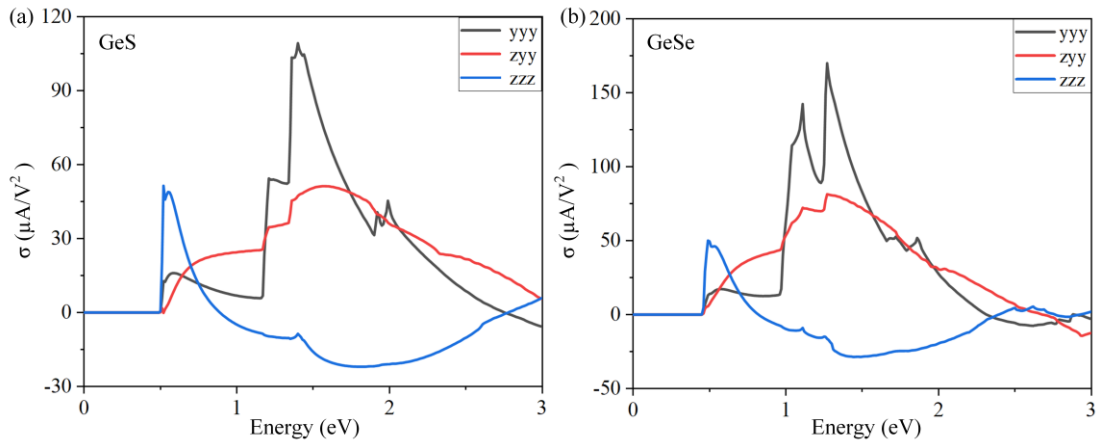 (a)
GeS
yyy
zyy
zzz
120
90
60
30
0
-30
σ (μA/V²)
0
1
2
3
Energy (eV)
(b)
GeSe
yyy
zyy
zzz
200
150
100
50
0
-50
σ (μA/V²)
0
1
2
3
Energy (eV)